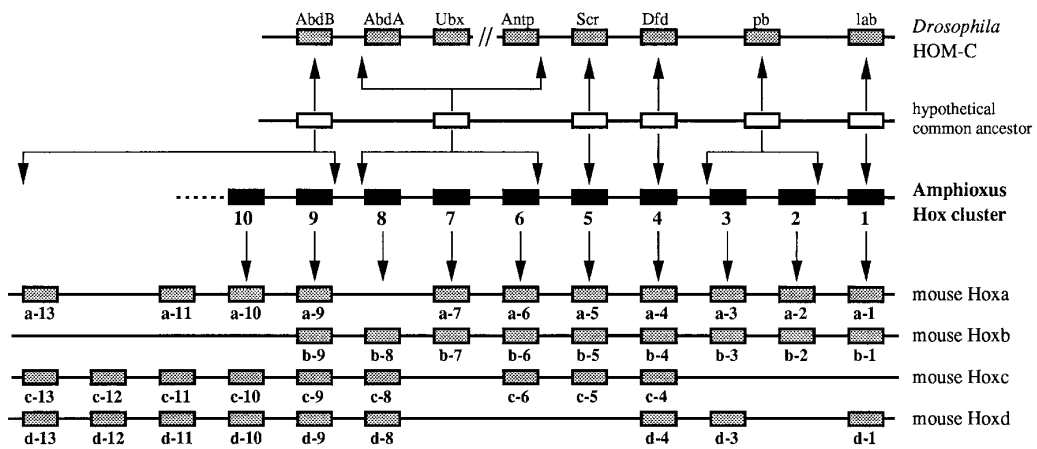 AbdB AbdA Ubx // Antp Scr Dfd pb lab
Drosophila
HOM-C
hypothetical
common ancestor
Amphioxus
Hox cluster
10 9 8 7 6 5 4 3 2 1
mouse Hoxa
a-13 a-11 a-10 a-9 a-7 a-6 a-5 a-4 a-3 a-2 a-1
mouse Hoxb
b-9 b-8 b-7 b-6 b-5 b-4 b-3 b-2 b-1
mouse Hoxc
c-13 c-12 c-11 c-10 c-9 c-8 c-6 c-5 c-4
mouse Hoxd
d-13 d-12 d-11 d-10 d-9 d-8 d-4 d-3 d-1